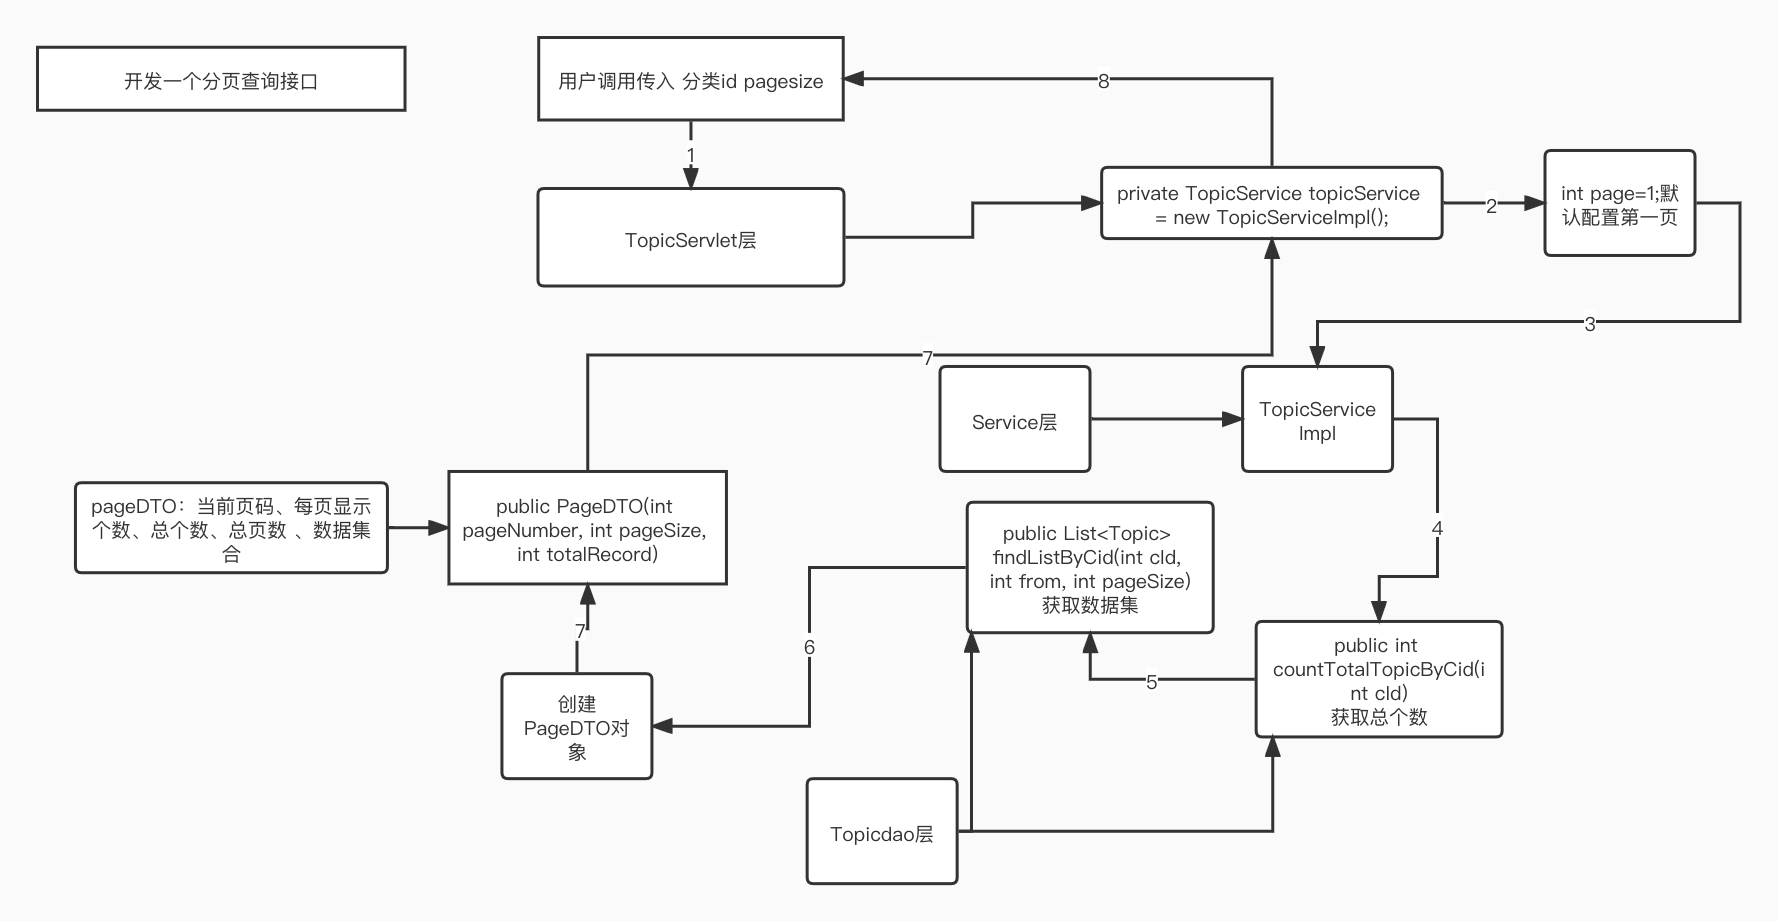 开发一个分页查询接口
用户调用传入 分类id pagesize
8
1
TopicServlet层
private TopicService topicService
= new TopicServiceImpl();
2
int page=1;默
认配置第一页
3
7
Service层
TopicService
Impl
pageDTO：当前页码、每页显示
个数、总个数、总页数 、数据集
合
public PageDTO(int
pageNumber, int pageSize,
int totalRecord)
public List<Topic>
findListByCid(int cId,
int from, int pageSize)
获取数据集
4
7
6
5
public int
countTotalTopicByCid(i
nt cId)
获取总个数
创建
PageDTO对
象
Topicdao层